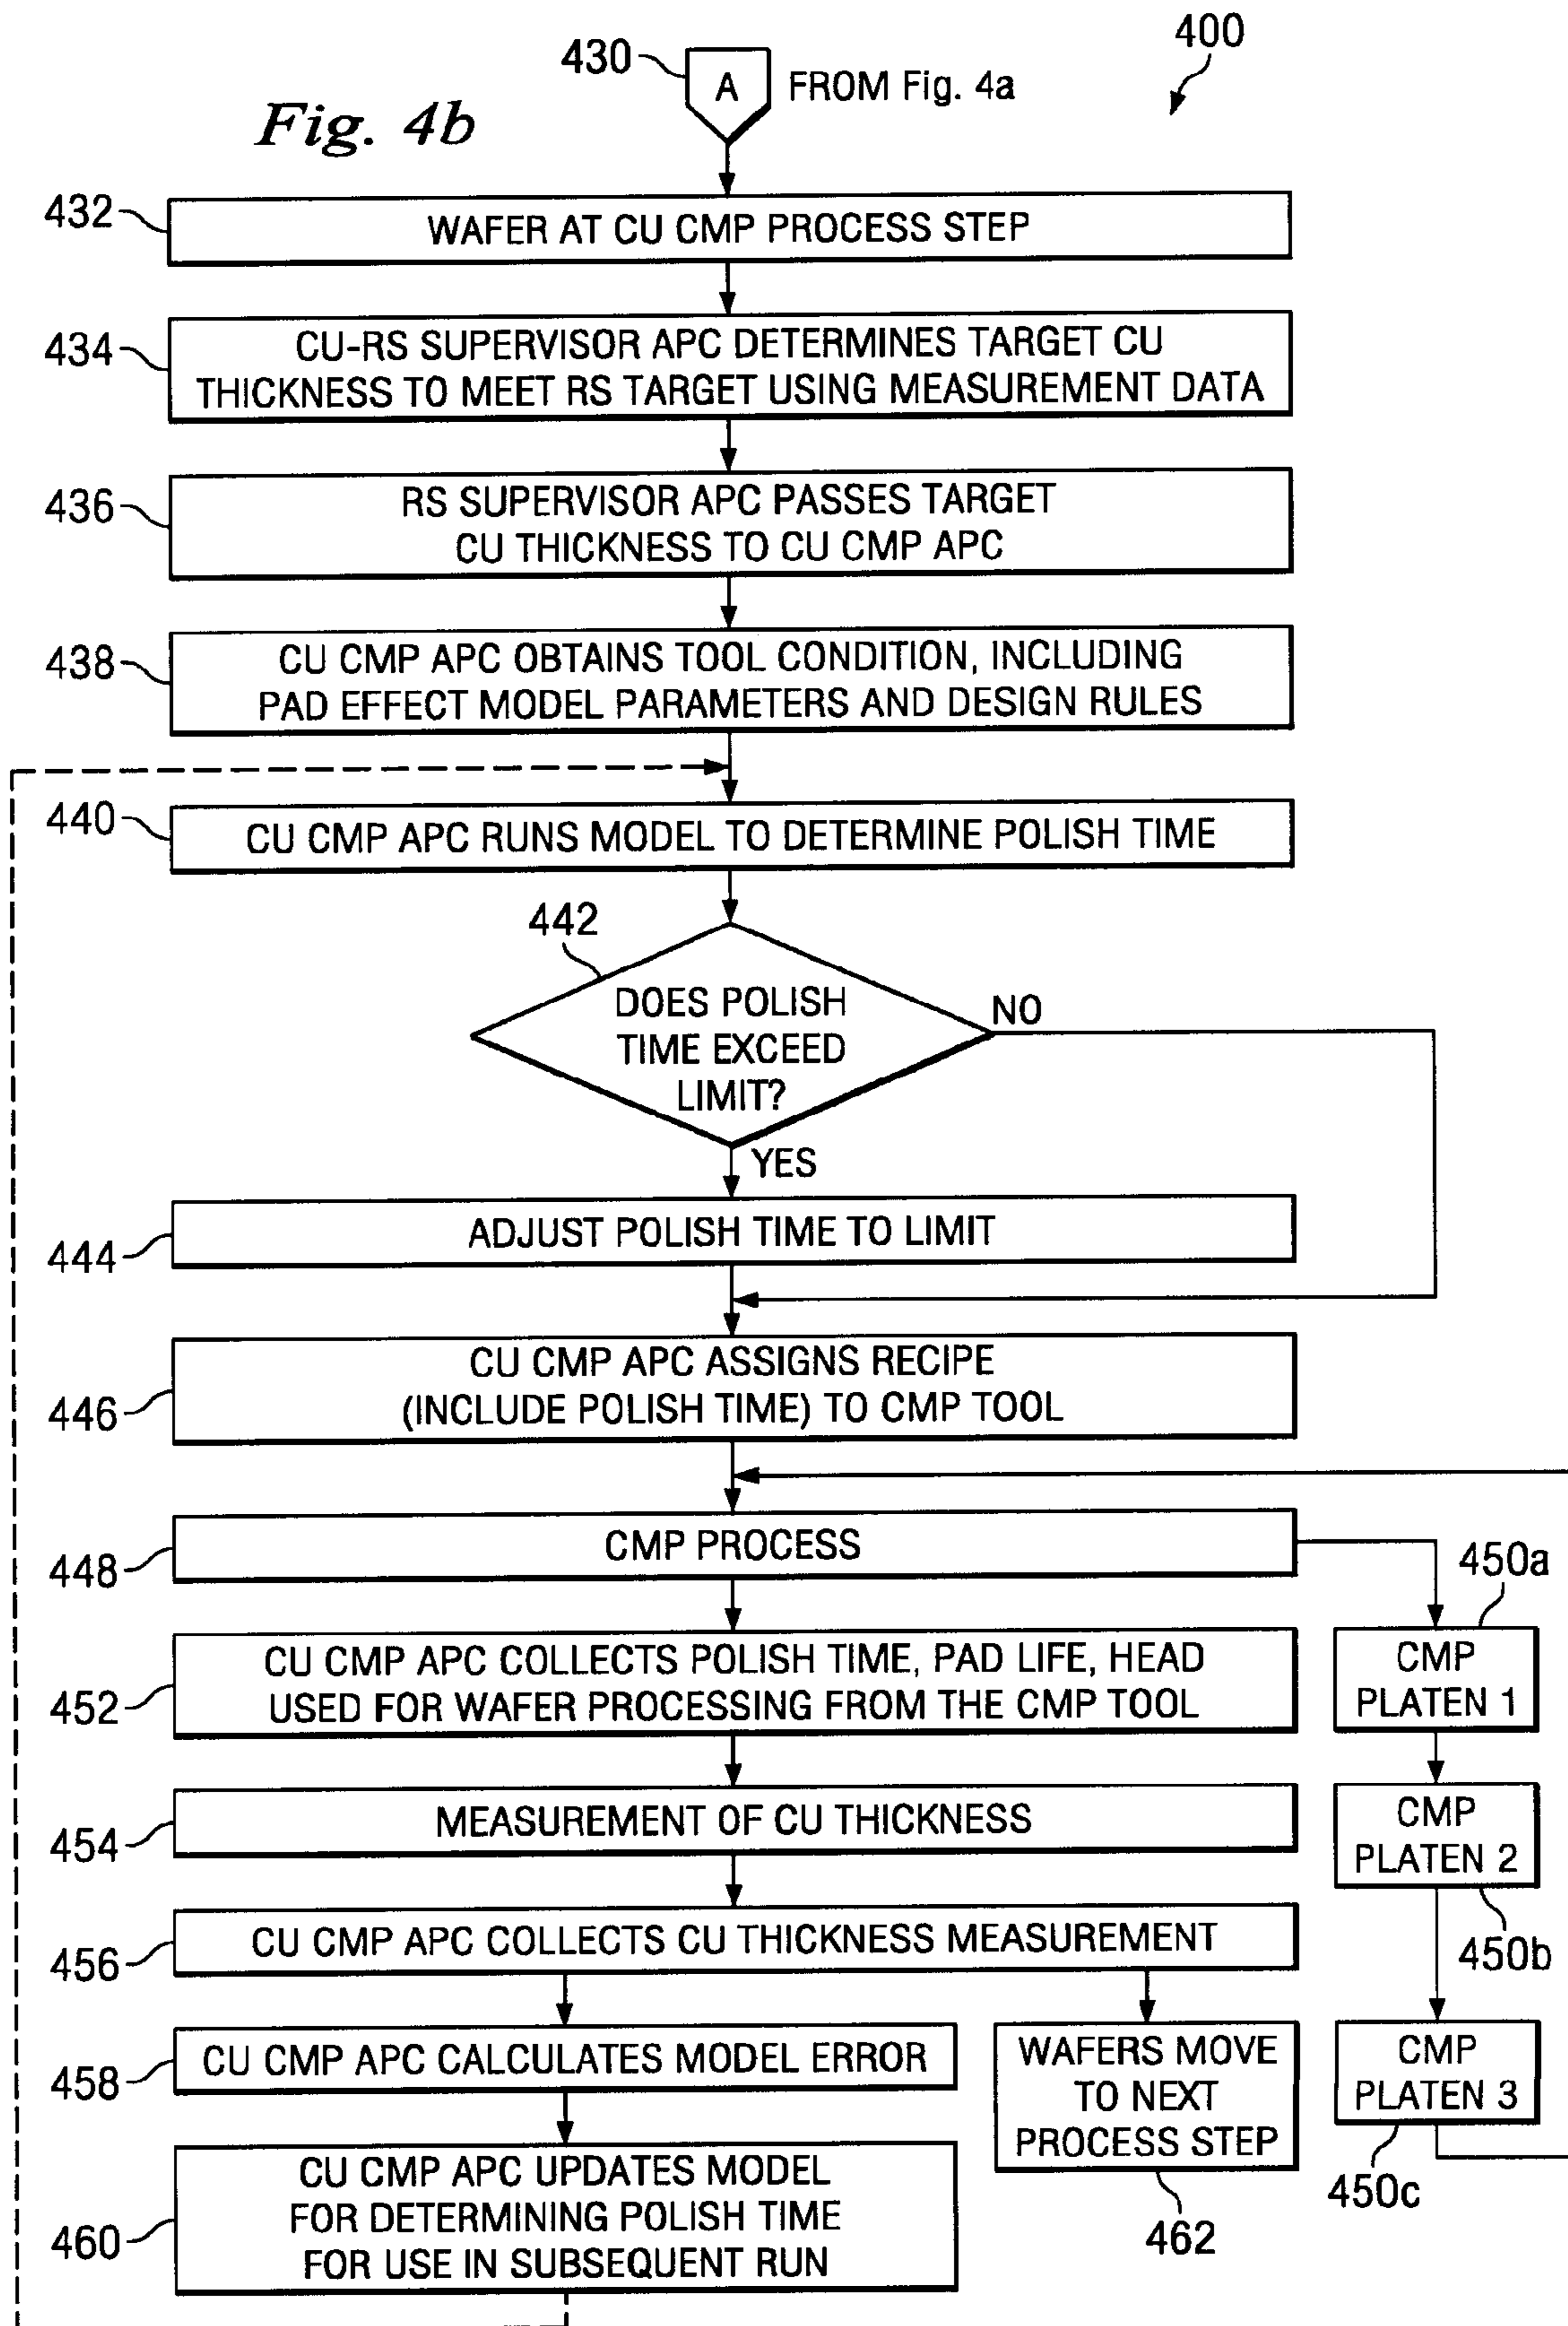 400
430
A
FROM Fig. 4a
Fig. 4b
432
WAFER AT CU CMP PROCESS STEP
434
CU-RS SUPERVISOR APC DETERMINES TARGET CU
THICKNESS TO MEET RS TARGET USING MEASUREMENT DATA
436
RS SUPERVISOR APC PASSES TARGET
CU THICKNESS TO CU CMP APC
438
CU CMP APC OBTAINS TOOL CONDITION, INCLUDING
PAD EFFECT MODEL PARAMETERS AND DESIGN RULES
440
CU CMP APC RUNS MODEL TO DETERMINE POLISH TIME
442
DOES POLISH
TIME EXCEED
LIMIT?
NO
YES
444
ADJUST POLISH TIME TO LIMIT
446
CU CMP APC ASSIGNS RECIPE
(INCLUDE POLISH TIME) TO CMP TOOL
448
CMP PROCESS
450a
CMP
PLATEN 1
452
CU CMP APC COLLECTS POLISH TIME, PAD LIFE, HEAD
USED FOR WAFER PROCESSING FROM THE CMP TOOL
454
MEASUREMENT OF CU THICKNESS
CMP
PLATEN 2
450b
456
CU CMP APC COLLECTS CU THICKNESS MEASUREMENT
458
CU CMP APC CALCULATES MODEL ERROR
WAFERS MOVE
TO NEXT
PROCESS STEP
462
CMP
PLATEN 3
450c
460
CU CMP APC UPDATES MODEL
FOR DETERMINING POLISH TIME
FOR USE IN SUBSEQUENT RUN